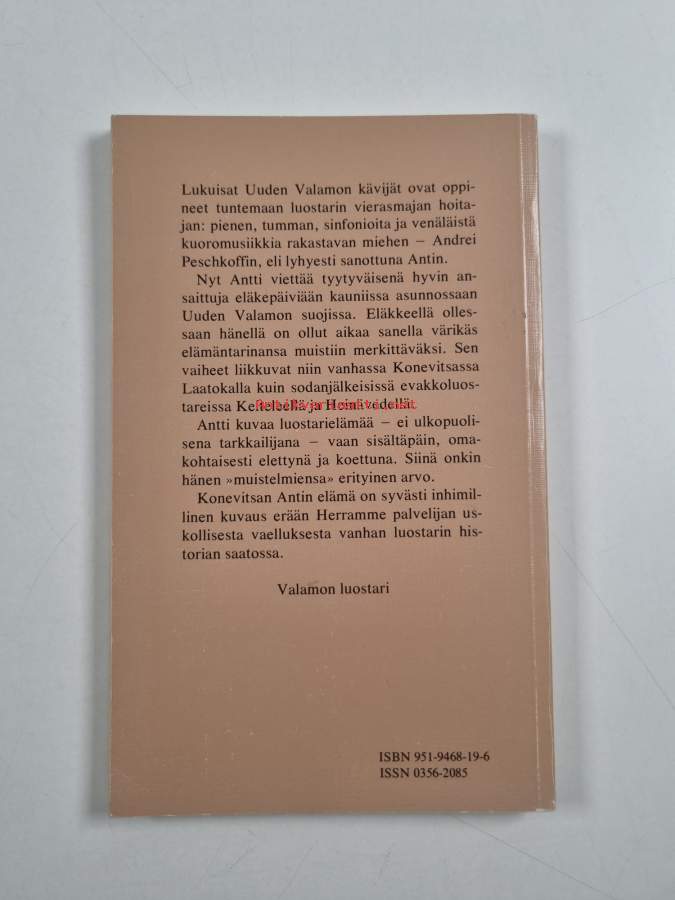 Lukuisat Uuden Valamon kävijät ovat oppi-
neet tuntemaan luostarin vierasmajan hoita-
jan: pienen, tumman, sinfonioita ja venäläistä
kuoromusiikkia rakastavan miehen — Andrei
Peschkoffin, eli lyhyesti sanottuna Antin.
Nyt Antti viettää tyytyväisenä hyvin an-
saittuja eläkepäiviään kauniissa asunnossaan
Uuden Valamon suojissa. Eläkkeellä olles-
saan hänellä on ollut aikaa sanella värikäs
elämäntarinansa muistiin merkittäväksi. Sen
vaiheet liikkuvat niin vanhassa Konevitsassa
Laatokalla kuin sodanjälkeisissä evakkoluos-
tareissa Keiteleellä ja Heinävedellä.
Antti kuvaa luostarielämää — ei ulkopuoli-
sena tarkkailijana — vaan sisältäpäin, oma-
kohtaisesti elettynä ja koettuna. Siinä onkin
hänen »muistelmiensa» erityinen arvo.
Konevitsan Antin elämä on syvästi inhimil-
linen kuvaus erään Herramme palvelijan us-
kollisesta vaelluksesta vanhan luostarin his-
torian saatossa.
Valamon luostari
ISBN 951-9468-19-6
ISSN 0356-2085